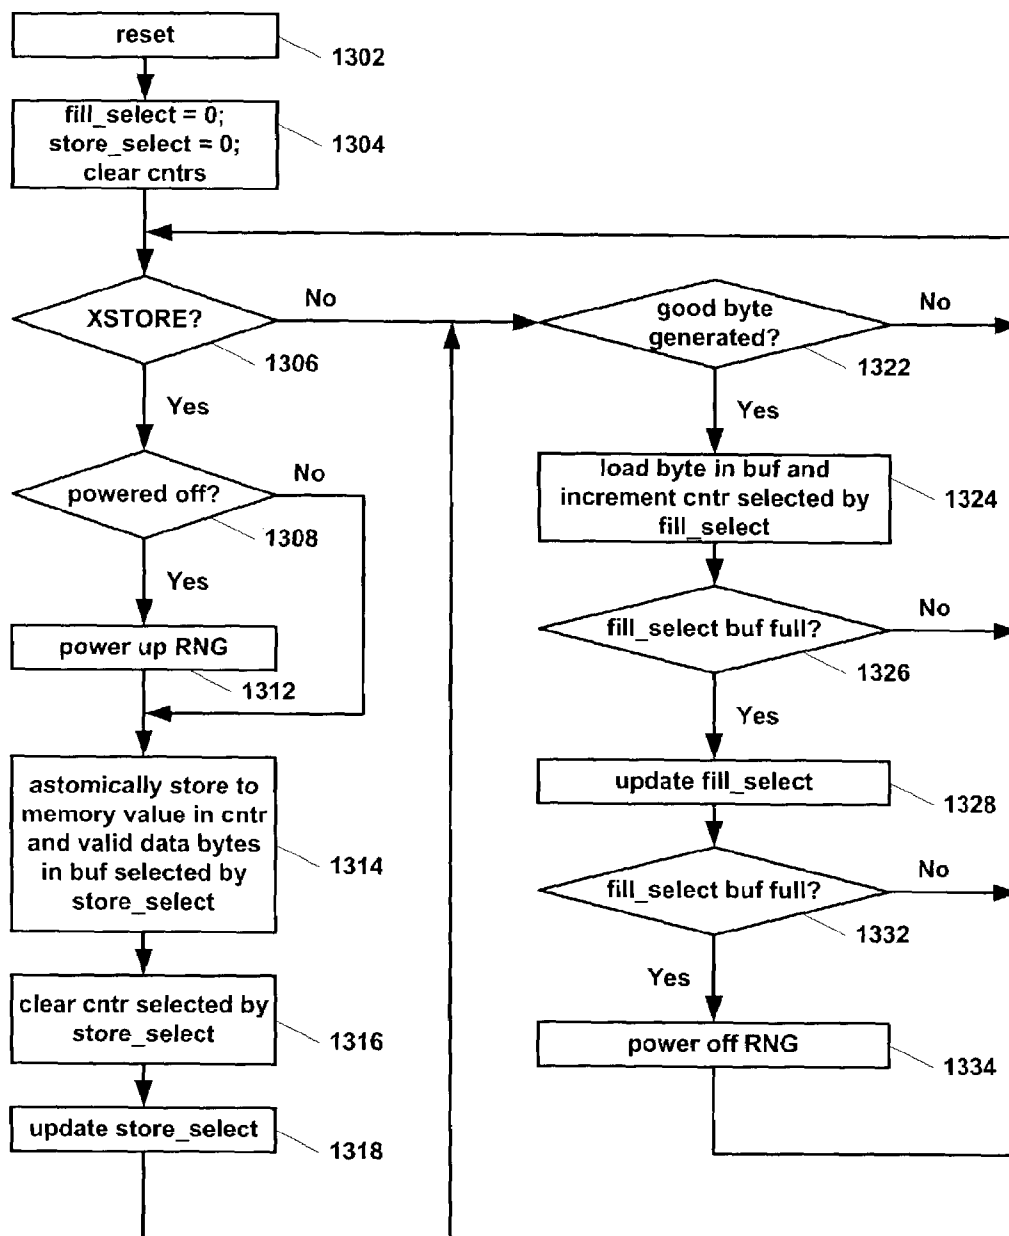 reset
1302
fill_select = 0;
store_select = 0;
clear cntrs
1304
XSTORE?
No
1306
Yes
powered off?
No
1308
Yes
power up RNG
1312
astomically store to
memory value in cntr
and valid data bytes
in buf selected by
store_select
1314
clear cntr selected by
store_select
1316
update store_select
1318
good byte
generated?
No
1322
Yes
load byte in buf and
increment cntr selected by
fill_select
1324
fill_select buf full?
No
1326
Yes
update fill_select
1328
fill_select buf full?
No
1332
Yes
power off RNG
1334